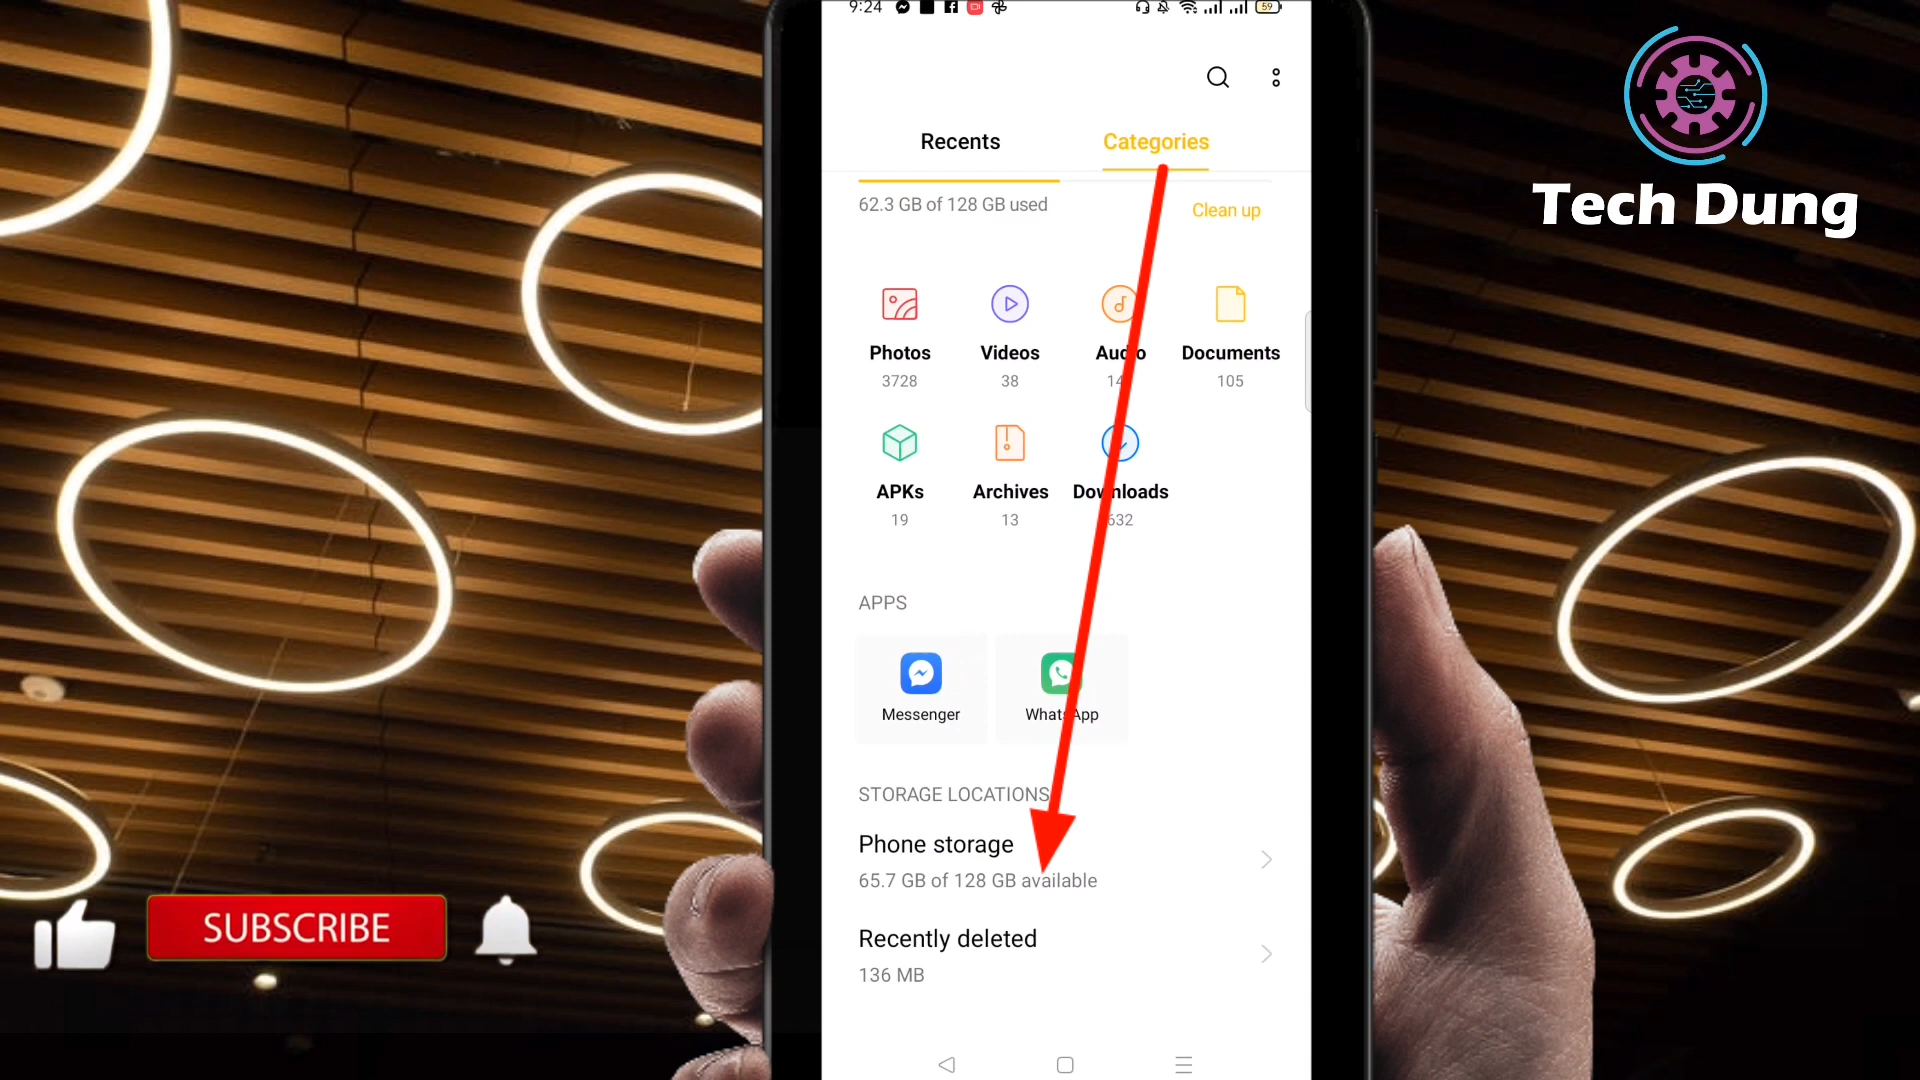 9:24
59
Recents
Categories
62.3 GB of 128 GB used
Clean up
Photos
Videos
Audio
Documents
3728
38
105
APKs
Archives
Downloads
19
13
632
APPS
Messenger
WhatsApp
STORAGE LOCATIONS
Phone storage
65.7 GB of 128 GB available
Recently deleted
136 MB
Tech Dung
SUBSCRIBE